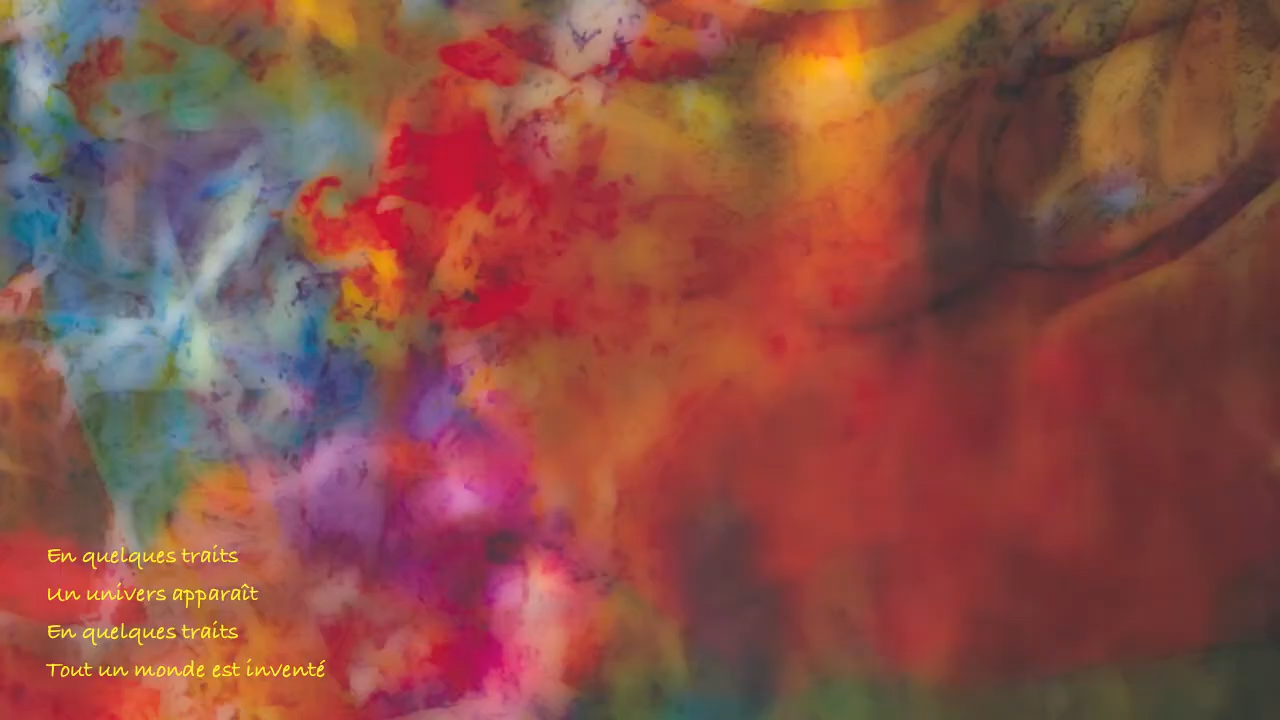 En quelques traits
Un univers apparaît
En quelques traits
Tout un monde est inventé